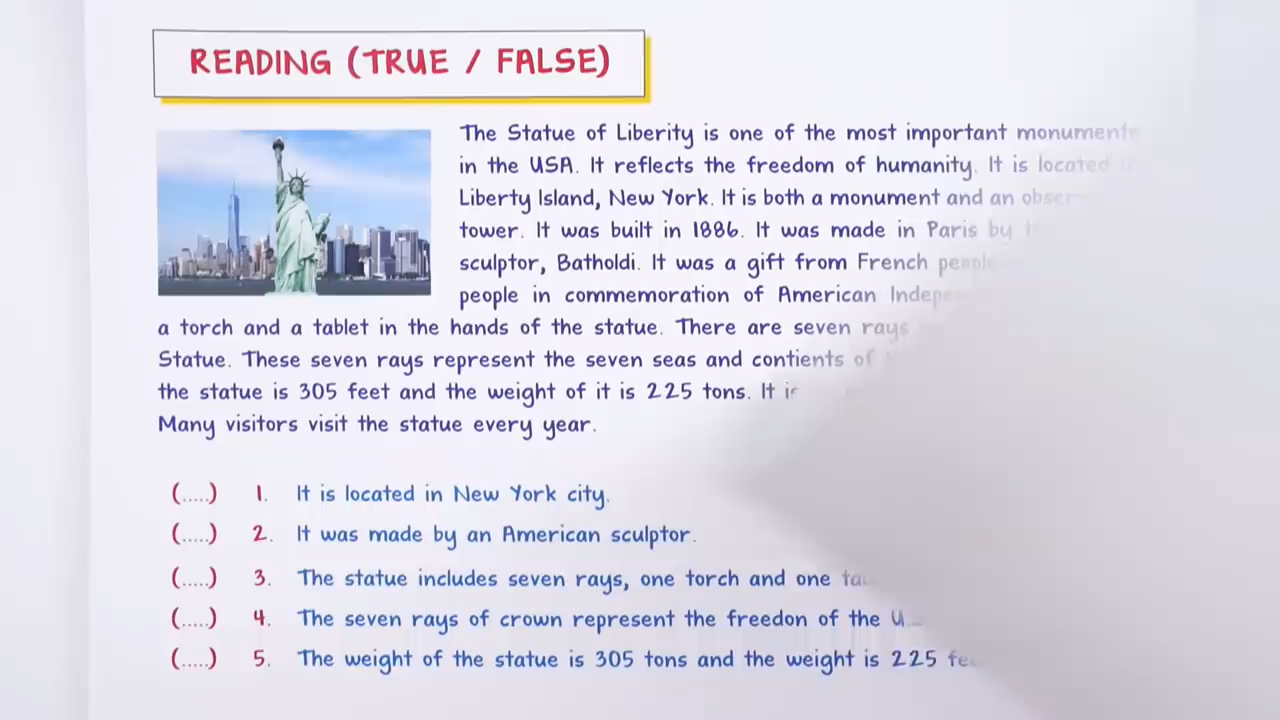 READING (TRUE / FALSE)
The Statue of Liberity is one of the most important monuments
in the USA. It reflects the freedom of humanity. It is located
Liberty Island, New York. It is both a monument and an
tower. It was built in 1886. It was made in Paris by
sculptor, Batholdi. It was a gift from French people
people in commemoration of American
a torch and a tablet in the hands of the statue. There are seven rays
Statue. These seven rays represent the seven seas and contients of
the statue is 305 feet and the weight of it is 225 tons. It
Many visitors visit the statue every year.
(.....) 1. It is located in New York city.
(.....) 2. It was made by an American sculptor.
(.....) 3. The statue includes seven rays, one torch and one
(.....) 4. The seven rays of crown represent the freedon of the
(.....) 5. The weight of the statue is 305 tons and the weight is 225